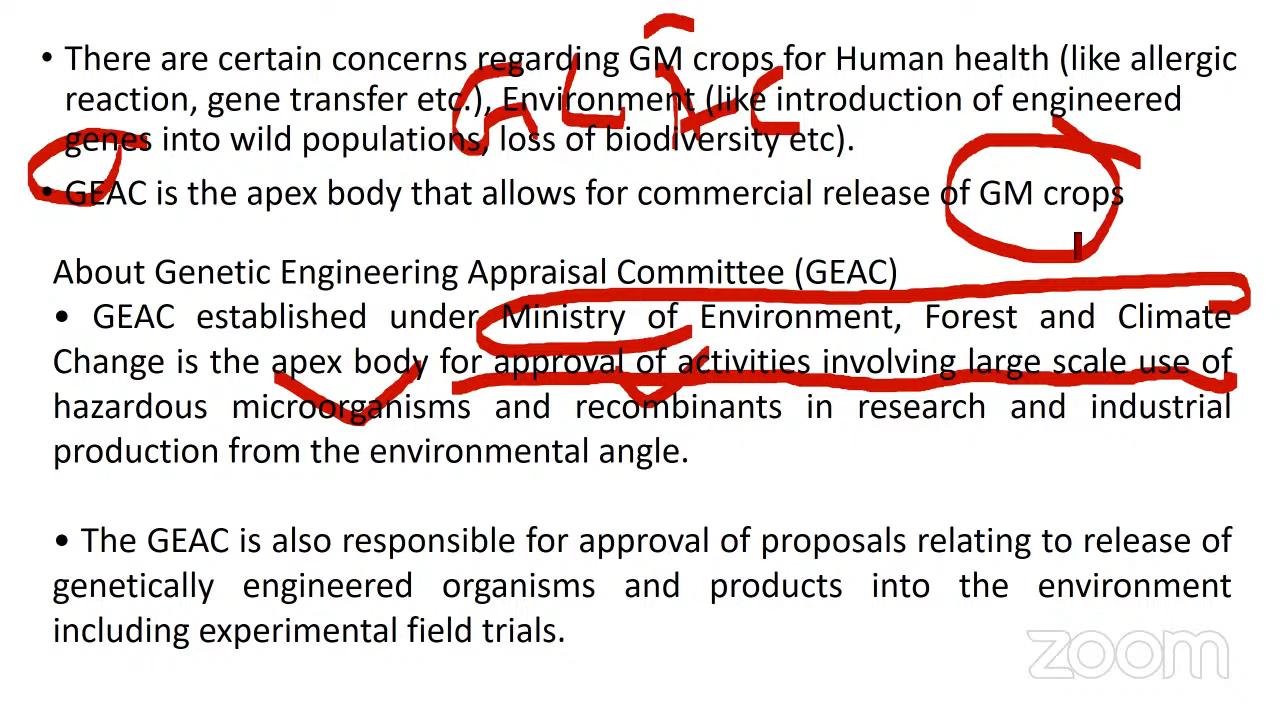 • There are certain concerns regarding GM crops for Human health (like allergic
reaction, gene transfer etc.), Environment (like introduction of engineered
genes into wild populations, loss of biodiversity etc).
• GEAC is the apex body that allows for commercial release of GM crops
About Genetic Engineering Appraisal Committee (GEAC)
• GEAC established under Ministry of Environment, Forest and Climate
Change is the apex body for approval of activities involving large scale use of
hazardous microorganisms and recombinants in research and industrial
production from the environmental angle.
• The GEAC is also responsible for approval of proposals relating to release of
genetically engineered organisms and products into the environment
including experimental field trials.
zoom